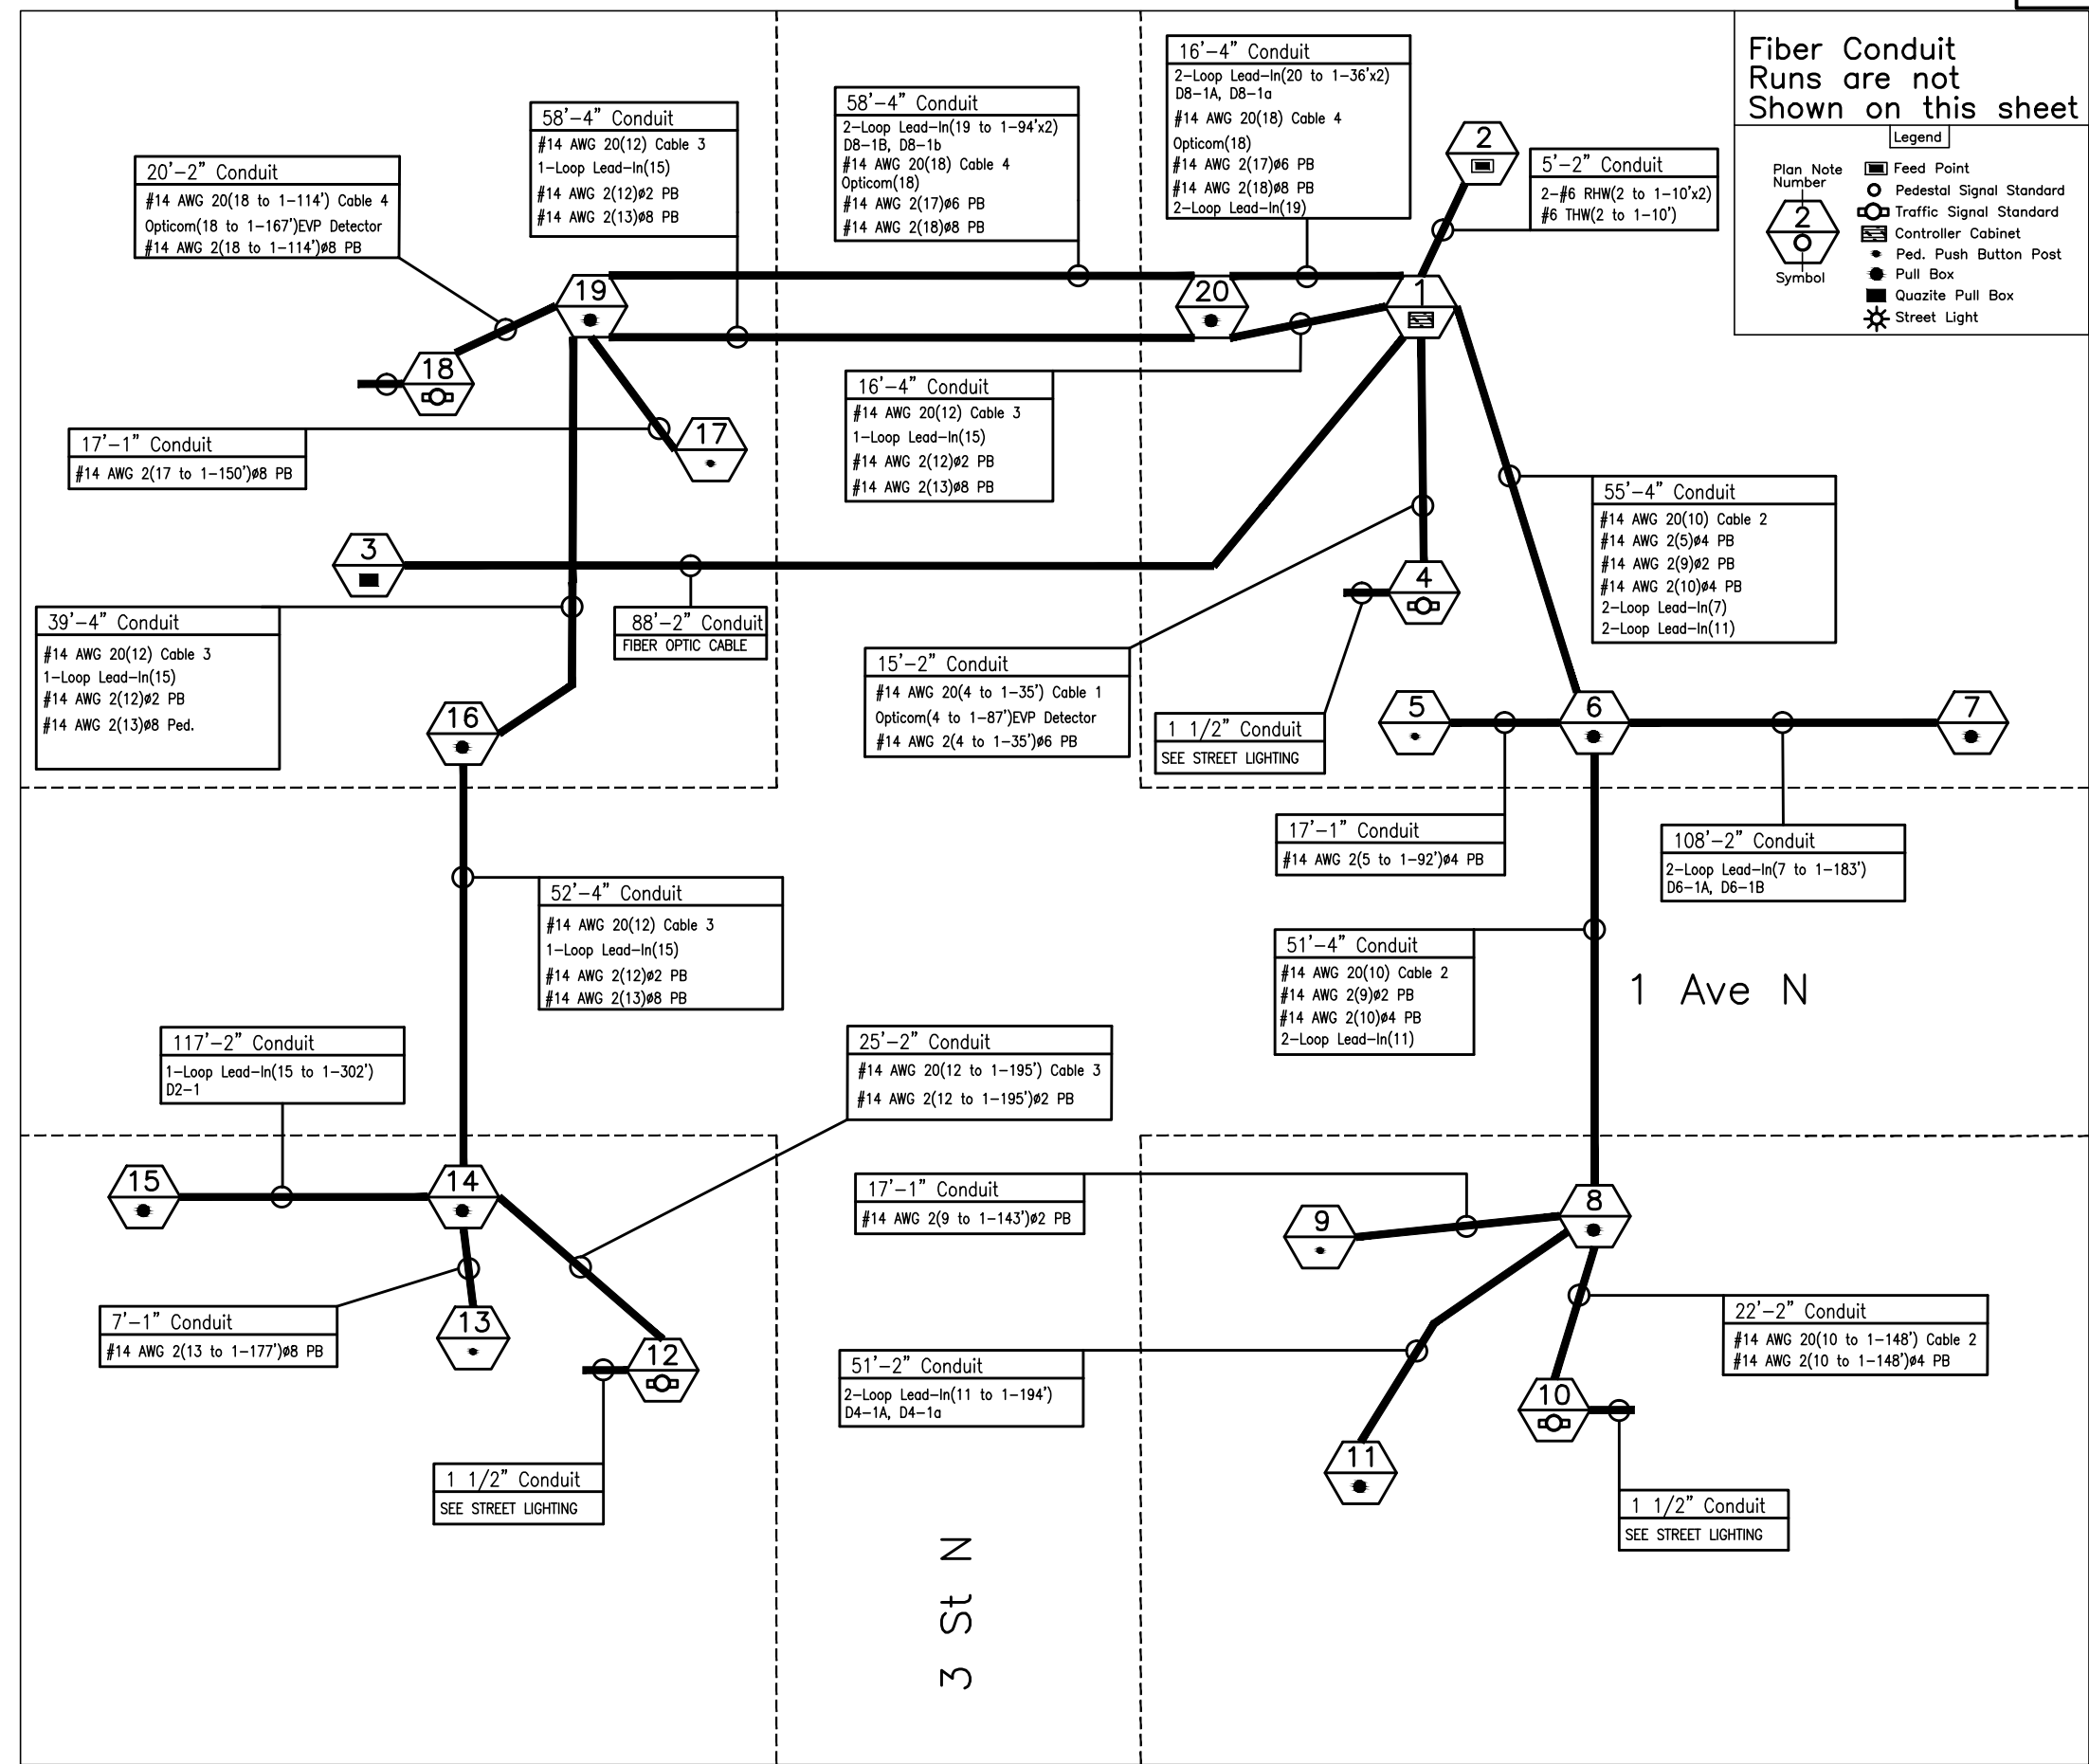 Fiber Conduit
Runs are not
Shown on this sheet
Legend
Plan Note
Number
2
Symbol
Feed Point
Pedestal Signal Standard
Traffic Signal Standard
Controller Cabinet
Ped. Push Button Post
Pull Box
Quazite Pull Box
Street Light
16'-4" Conduit
2-Loop Lead-In(20 to 1-36'x2)
D8-1A, D8-1a
#14 AWG 20(18) Cable 4
Opticom(18)
#14 AWG 2(17)ø6 PB
#14 AWG 2(18)ø8 PB
2-Loop Lead-In(19)
58'-4" Conduit
2-Loop Lead-In(19 to 1-94'x2)
D8-1B, D8-1b
#14 AWG 20(18) Cable 4
Opticom(18)
#14 AWG 2(17)ø6 PB
#14 AWG 2(18)ø8 PB
58'-4" Conduit
#14 AWG 20(12) Cable 3
1-Loop Lead-In(15)
#14 AWG 2(12)ø2 PB
#14 AWG 2(13)ø8 PB
20'-2" Conduit
#14 AWG 20(18 to 1-114') Cable 4
Opticom(18 to 1-167')EVP Detector
#14 AWG 2(18 to 1-114')ø8 PB
2
5'-2" Conduit
2-#6 RHW(2 to 1-10'x2)
#6 THW(2 to 1-10')
19
20
1
18
17
17'-1" Conduit
#14 AWG 2(17 to 1-150')ø8 PB
16'-4" Conduit
#14 AWG 20(12) Cable 3
1-Loop Lead-In(15)
#14 AWG 2(12)ø2 PB
#14 AWG 2(13)ø8 PB
55'-4" Conduit
#14 AWG 20(10) Cable 2
#14 AWG 2(5)ø4 PB
#14 AWG 2(9)ø2 PB
#14 AWG 2(10)ø4 PB
2-Loop Lead-In(7)
2-Loop Lead-In(11)
3
4
39'-4" Conduit
#14 AWG 20(12) Cable 3
1-Loop Lead-In(15)
#14 AWG 2(12)ø2 PB
#14 AWG 2(13)ø8 Ped.
88'-2" Conduit
FIBER OPTIC CABLE
15'-2" Conduit
#14 AWG 20(4 to 1-35') Cable 1
Opticom(4 to 1-87')EVP Detector
#14 AWG 2(4 to 1-35')ø6 PB
1 1/2" Conduit
SEE STREET LIGHTING
16
5
6
7
17'-1" Conduit
#14 AWG 2(5 to 1-92')ø4 PB
108'-2" Conduit
2-Loop Lead-In(7 to 1-183')
D6-1A, D6-1B
52'-4" Conduit
#14 AWG 20(12) Cable 3
1-Loop Lead-In(15)
#14 AWG 2(12)ø2 PB
#14 AWG 2(13)ø8 PB
51'-4" Conduit
#14 AWG 20(10) Cable 2
#14 AWG 2(9)ø2 PB
#14 AWG 2(10)ø4 PB
2-Loop Lead-In(11)
1 Ave N
117'-2" Conduit
1-Loop Lead-In(15 to 1-302')
D2-1
25'-2" Conduit
#14 AWG 20(12 to 1-195') Cable 3
#14 AWG 2(12 to 1-195')ø2 PB
15
14
17'-1" Conduit
#14 AWG 2(9 to 1-143')ø2 PB
9
8
7'-1" Conduit
#14 AWG 2(13 to 1-177')ø8 PB
13
12
22'-2" Conduit
#14 AWG 20(10 to 1-148') Cable 2
#14 AWG 2(10 to 1-148')ø4 PB
51'-2" Conduit
2-Loop Lead-In(11 to 1-194')
D4-1A, D4-1a
10
11
1 1/2" Conduit
SEE STREET LIGHTING
1 1/2" Conduit
SEE STREET LIGHTING
3 St N